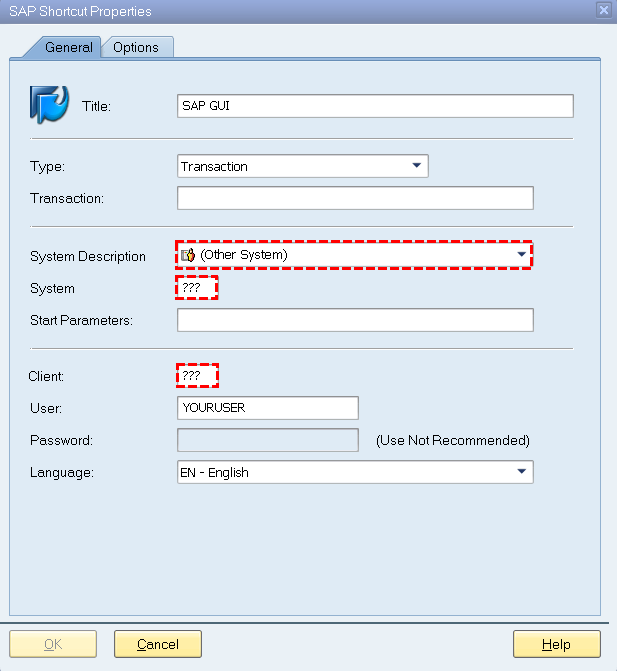 SAP Shortcut Properties
General Options
Title: SAP GUI
Type: Transaction
Transaction:
System Description (Other System)
System ???
Start Parameters:
Client: ???
User: YOURUSER
Password: (Use Not Recommended)
Language: EN - English
OK Cancel Help